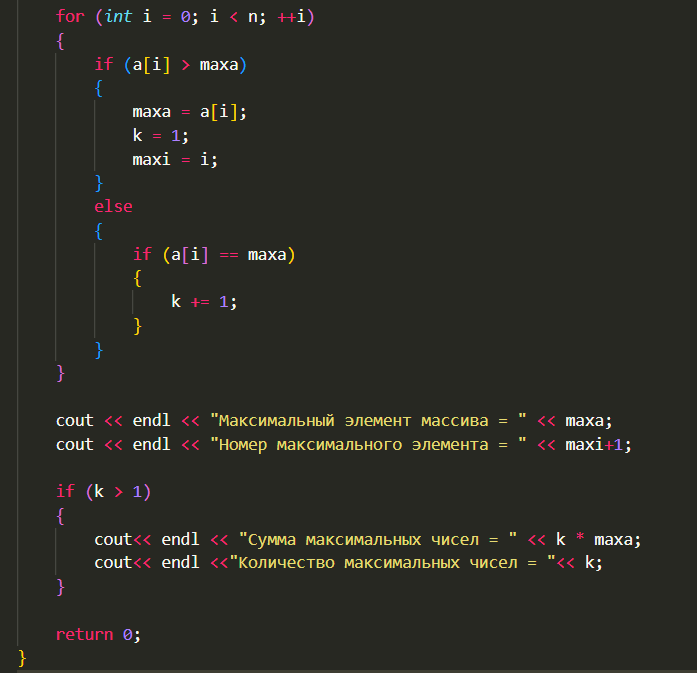 for (int i = 0; i < n; ++i)
{
if (a[i] > maxa)
{
maxa = a[i];
k = 1;
maxi = i;
}
else
{
if (a[i] == maxa)
{
k += 1;
}
}
}
cout << endl << "Максимальный элемент массива = " << maxa;
cout << endl << "Номер максимального элемента = " << maxi+1;
if (k > 1)
{
cout<< endl << "Сумма максимальных чисел = " << k * maxa;
cout<< endl <<"Количество максимальных чисел = "<< k;
}
return 0;
}